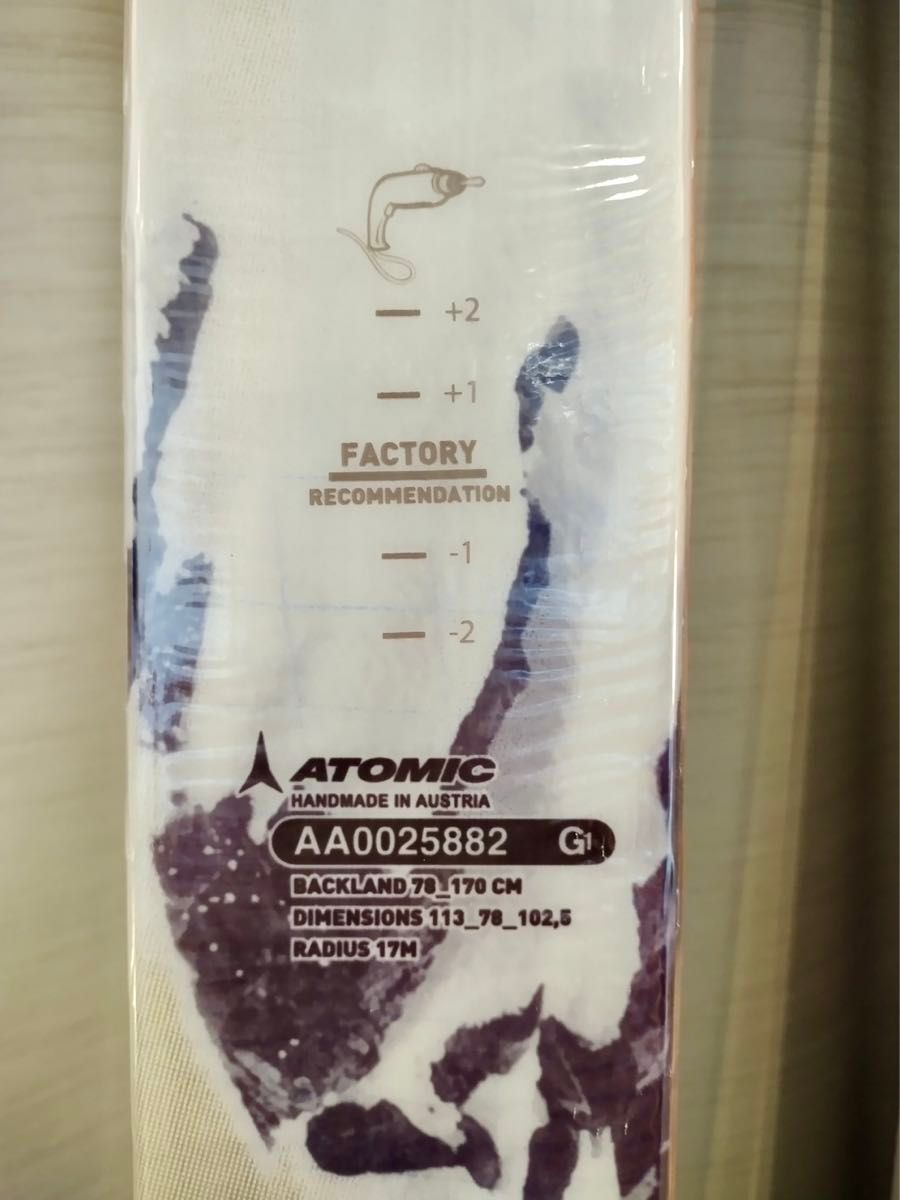 +2
+1
FACTORY
RECOMMENDATION
-1
-2
ATOMIC
HANDMADE IN AUSTRIA
AA0025882 G1
BACKLAND 78_170 CM
DIMENSIONS 113_78_102,5
RADIUS 17M